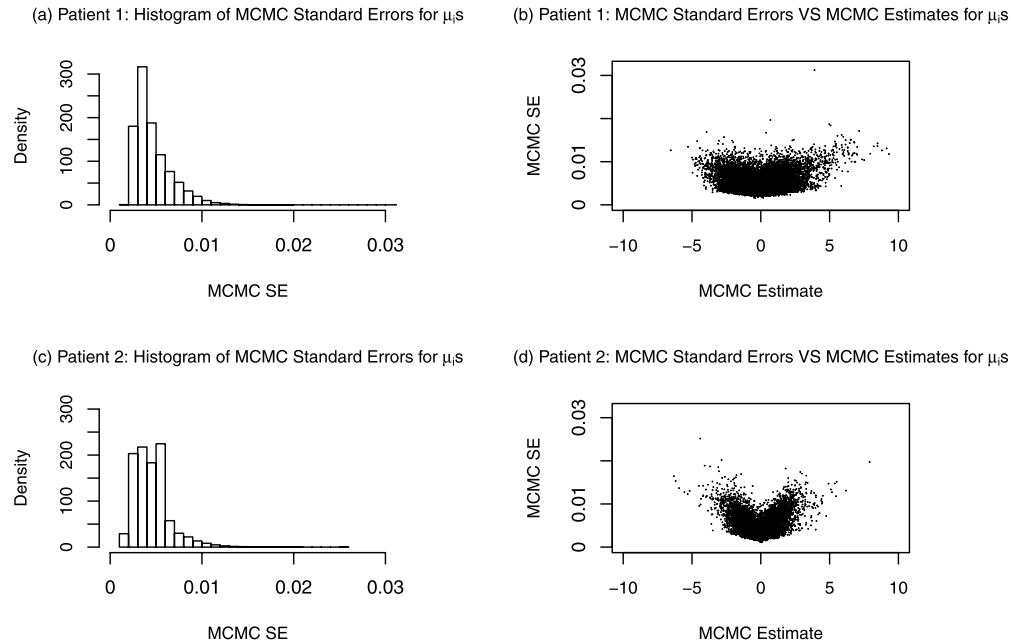 (a) Patient 1: Histogram of MCMC Standard Errors for μᵢs
Density
0 100 200 300
0 0.01 0.02 0.03
MCMC SE
(b) Patient 1: MCMC Standard Errors VS MCMC Estimates for μᵢs
MCMC SE
0 0.01 0.03
−10 −5 0 5 10
MCMC Estimate
(c) Patient 2: Histogram of MCMC Standard Errors for μᵢs
Density
0 100 200 300
0 0.01 0.02 0.03
MCMC SE
(d) Patient 2: MCMC Standard Errors VS MCMC Estimates for μᵢs
MCMC SE
0 0.01 0.03
−10 −5 0 5 10
MCMC Estimate